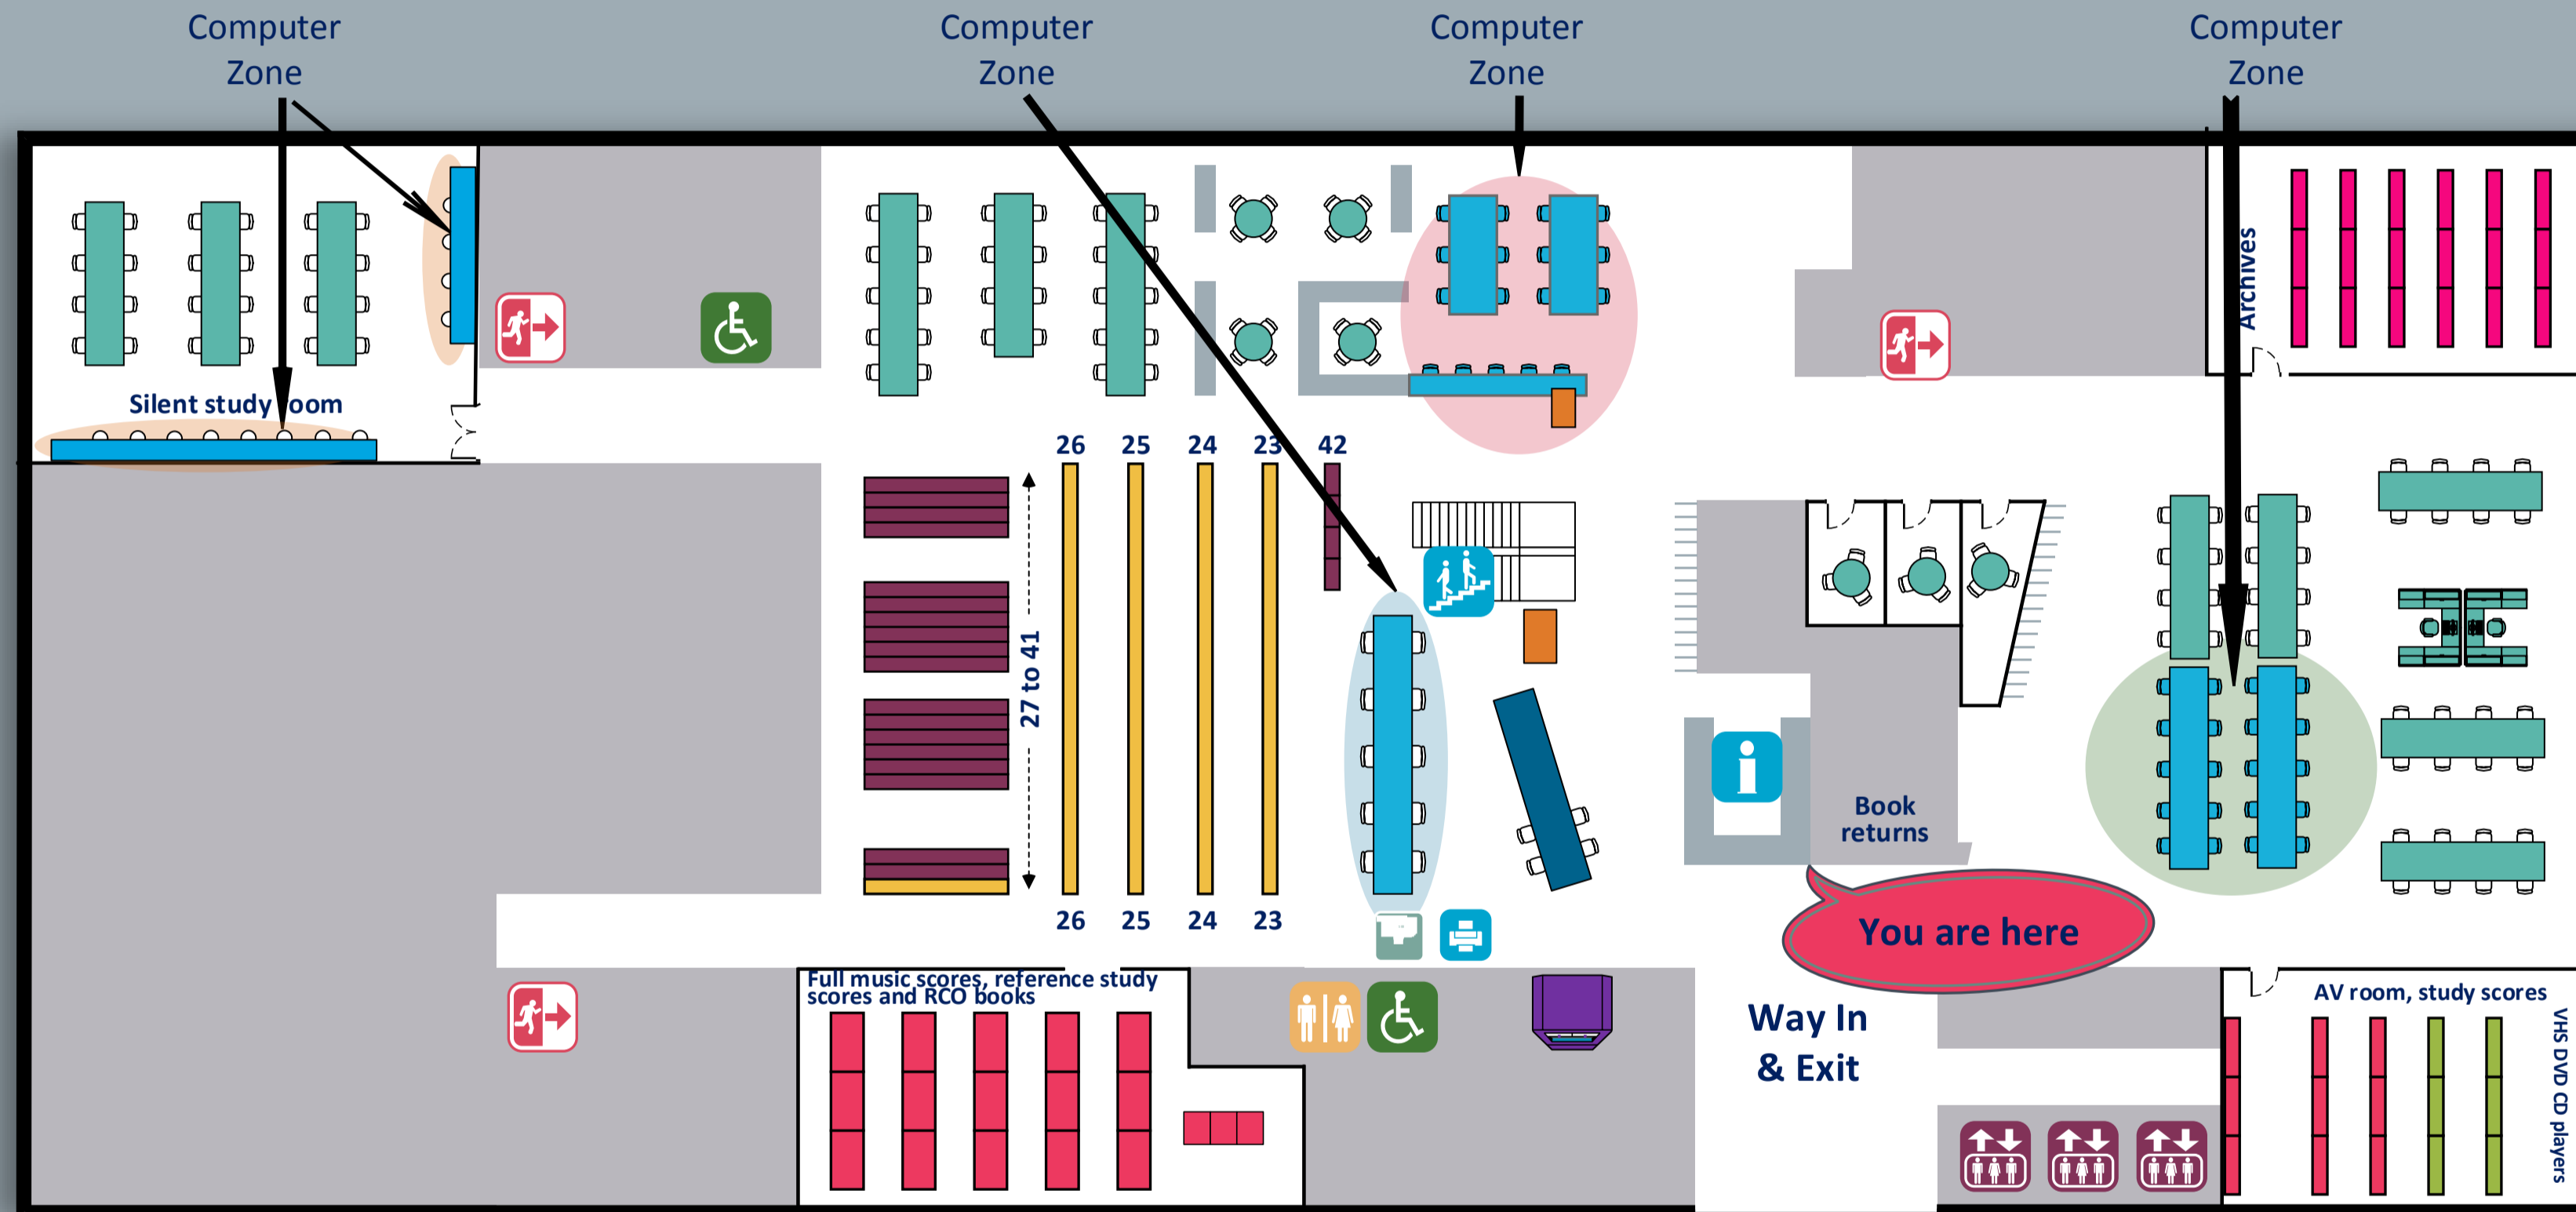 Computer
Zone
Computer
Zone
Computer
Zone
Computer
Zone
Archives
Silent study room
26
25
24
23
42
27 to 41
Book
returns
26
25
24
23
You are here
Full music scores, reference study
scores and RCO books
Way In
& Exit
AV room, study scores
VHS DVD CD players